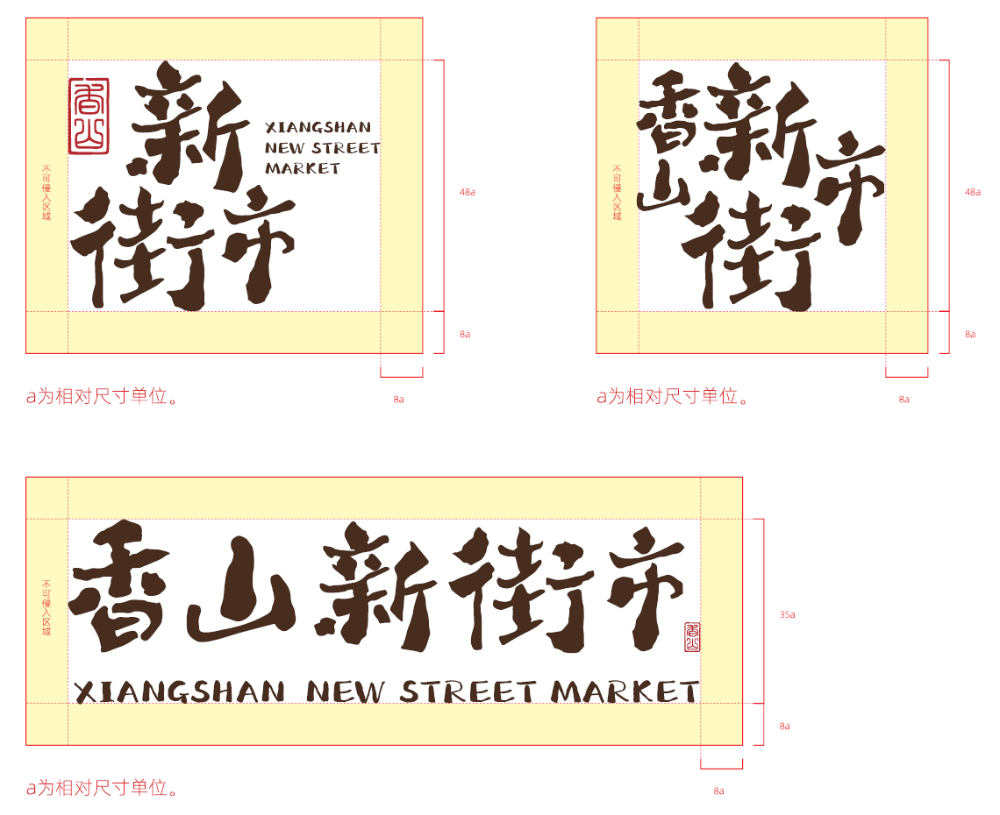 香山
新
街市
XIANGSHAN
NEW STREET
MARKET
不可侵入区域
48a
8a
8a
a为相对尺寸单位。
香山
新
街
市
不可侵入区域
48a
8a
8a
a为相对尺寸单位。
香山新街市
香山
XIANGSHAN NEW STREET MARKET
不可侵入区域
35a
8a
8a
a为相对尺寸单位。